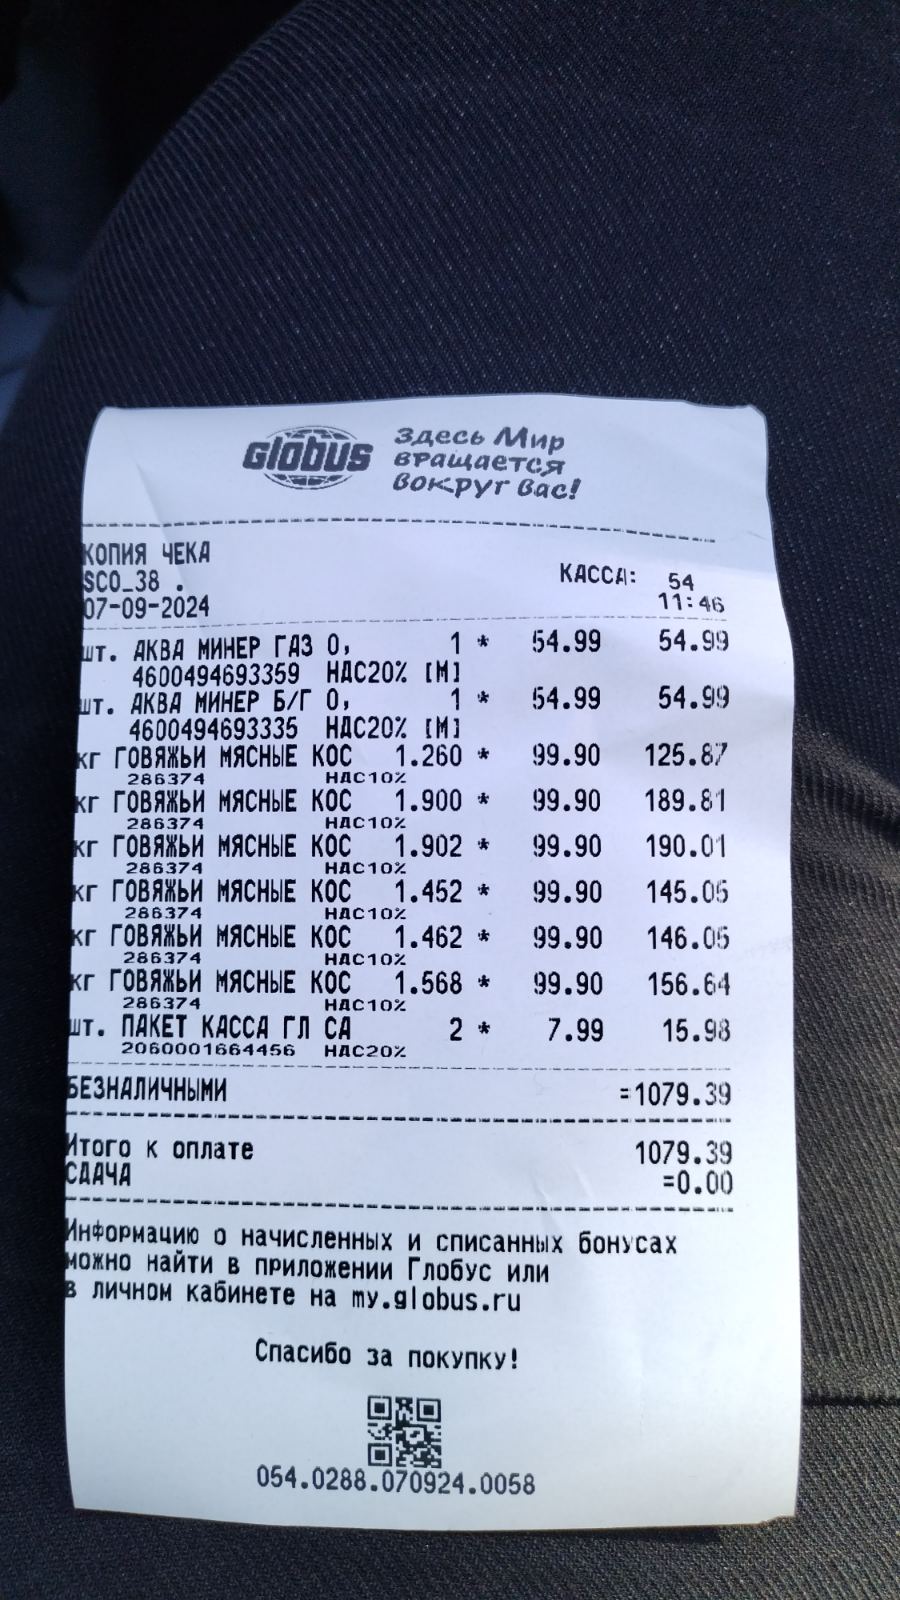 Globus
Здесь Мир
вращается
вокруг вас!
КОПИЯ ЧЕКА
SCO_38 .
КАССА: 54
07-09-2024 11:46
шт. АКВА МИНЕР ГАЗ 0, 1 * 54.99 54.99
4600494693359 НДС20% [М]
шт. АКВА МИНЕР Б/Г 0, 1 * 54.99 54.99
4600494693335 НДС20% [М]
кг ГОВЯЖЬИ МЯСНЫЕ КОС 1.260 * 99.90 125.87
286374 НДС10%
кг ГОВЯЖЬИ МЯСНЫЕ КОС 1.900 * 99.90 189.81
286374 НДС10%
кг ГОВЯЖЬИ МЯСНЫЕ КОС 1.902 * 99.90 190.01
286374 НДС10%
кг ГОВЯЖЬИ МЯСНЫЕ КОС 1.452 * 99.90 145.05
286374 НДС10%
кг ГОВЯЖЬИ МЯСНЫЕ КОС 1.462 * 99.90 146.05
286374 НДС10%
кг ГОВЯЖЬИ МЯСНЫЕ КОС 1.568 * 99.90 156.64
286374 НДС10%
шт. ПАКЕТ КАССА ГЛ СА 2 * 7.99 15.98
2060001664456 НДС20%
БЕЗНАЛИЧНЫМИ =1079.39
Итого к оплате 1079.39
СДАЧА =0.00
Информацию о начисленных и списанных бонусах
можно найти в приложении Глобус или
в личном кабинете на my.globus.ru
Спасибо за покупку!
054.0288.070924.0058